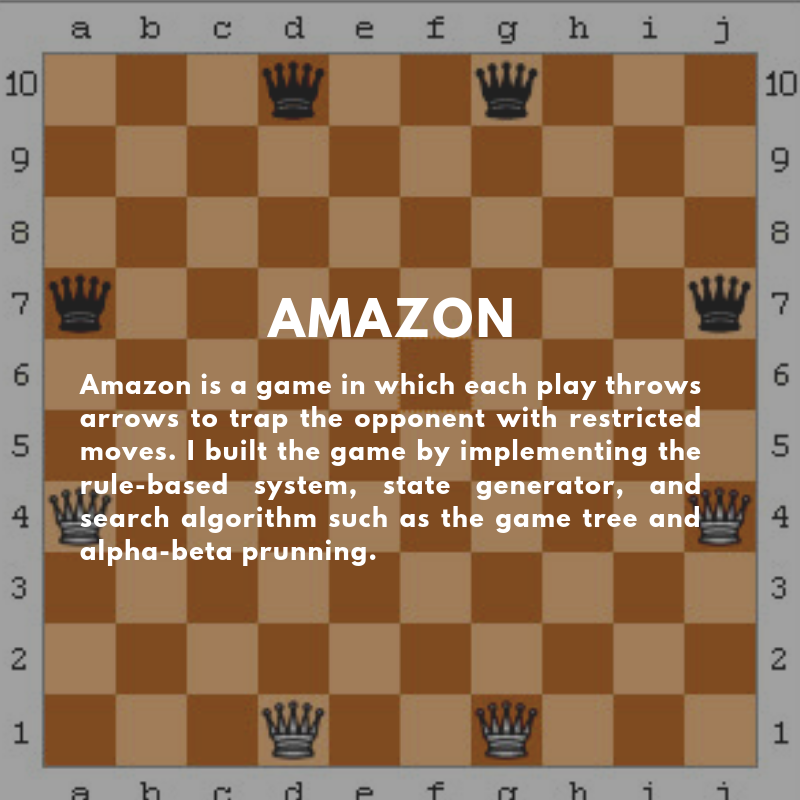 a b c d e f g h i j
10 10
9 9
8 8
7 7
AMAZON
6 6
Amazon is a game in which each play throws
arrows to trap the opponent with restricted
5 5
moves. I built the game by implementing the
rule-based system, state generator, and
4 4
search algorithm such as the game tree and
alpha-beta prunning.
3 3
2 2
1 1
a b c d e f g h i j